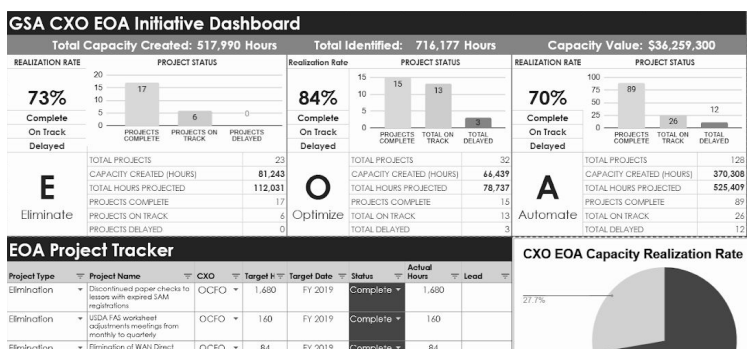 GSA CXO EOA Initiative Dashboard
Total Capacity Created: 517,990 Hours Total Identified: 716,177 Hours Capacity Value: $36,259,300
REALIZATION RATE PROJECT STATUS
73%
Complete
On Track
Delayed
20
15
10
5
0
17
6
0
PROJECTS COMPLETE
PROJECTS ON TRACK
PROJECTS DELAYED
E
Eliminate
TOTAL PROJECTS 23
CAPACITY CREATED (HOURS) 81,243
TOTAL HOURS PROJECTED 112,031
PROJECTS COMPLETE 17
PROJECTS ON TRACK 6
PROJECTS DELAYED 0
Realization Rate PROJECT STATUS
84%
Complete
On Track
Delayed
15
10
5
0
15
13
3
PROJECTS COMPLETE
TOTAL ON TRACK
TOTAL DELAYED
O
Optimize
TOTAL PROJECTS 32
CAPACITY CREATED (HOURS) 66,439
TOTAL HOURS PROJECTED 78,737
PROJECTS COMPLETE 15
TOTAL ON TRACK 13
TOTAL DELAYED 3
REALIZATION RATE PROJECT STATUS
70%
Complete
On Track
Delayed
100
75
50
25
0
89
26
12
PROJECTS COMPLETE
TOTAL ON TRACK
TOTAL DELAYED
A
Automate
TOTAL PROJECTS 128
CAPACITY CREATED (HOURS) 370,308
TOTAL HOURS PROJECTED 525,409
PROJECTS COMPLETE 89
TOTAL ON TRACK 26
TOTAL DELAYED 12
EOA Project Tracker
Project Type Project Name CXO Target H Target Date Status Actual Hours Lead
Elimination Discontinued paper checks to lessors with expired SAM registrations OCFO 1,680 FY 2019 Complete 1,680
Elimination USDA FAS worksheet adjustments meetings from monthly to quarterly OCFO 160 FY 2019 Complete 160
Elimination Elimination of WAN Direct OCFO 84 FY 2019 Complete 84
CXO EOA Capacity Realization Rate
27.7%